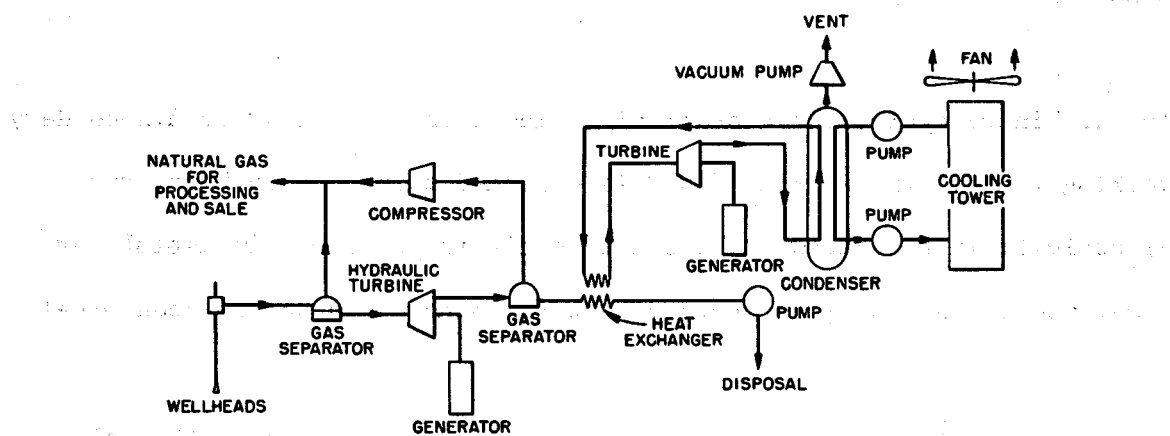 VENT
FAN
VACUUM PUMP
TURBINE
PUMP
COOLING
TOWER
NATURAL GAS
FOR
PROCESSING
AND SALE
COMPRESSOR
PUMP
GENERATOR
CONDENSER
HYDRAULIC
TURBINE
GAS
SEPARATOR
GAS
SEPARATOR
HEAT
EXCHANGER
PUMP
DISPOSAL
WELLHEADS
GENERATOR